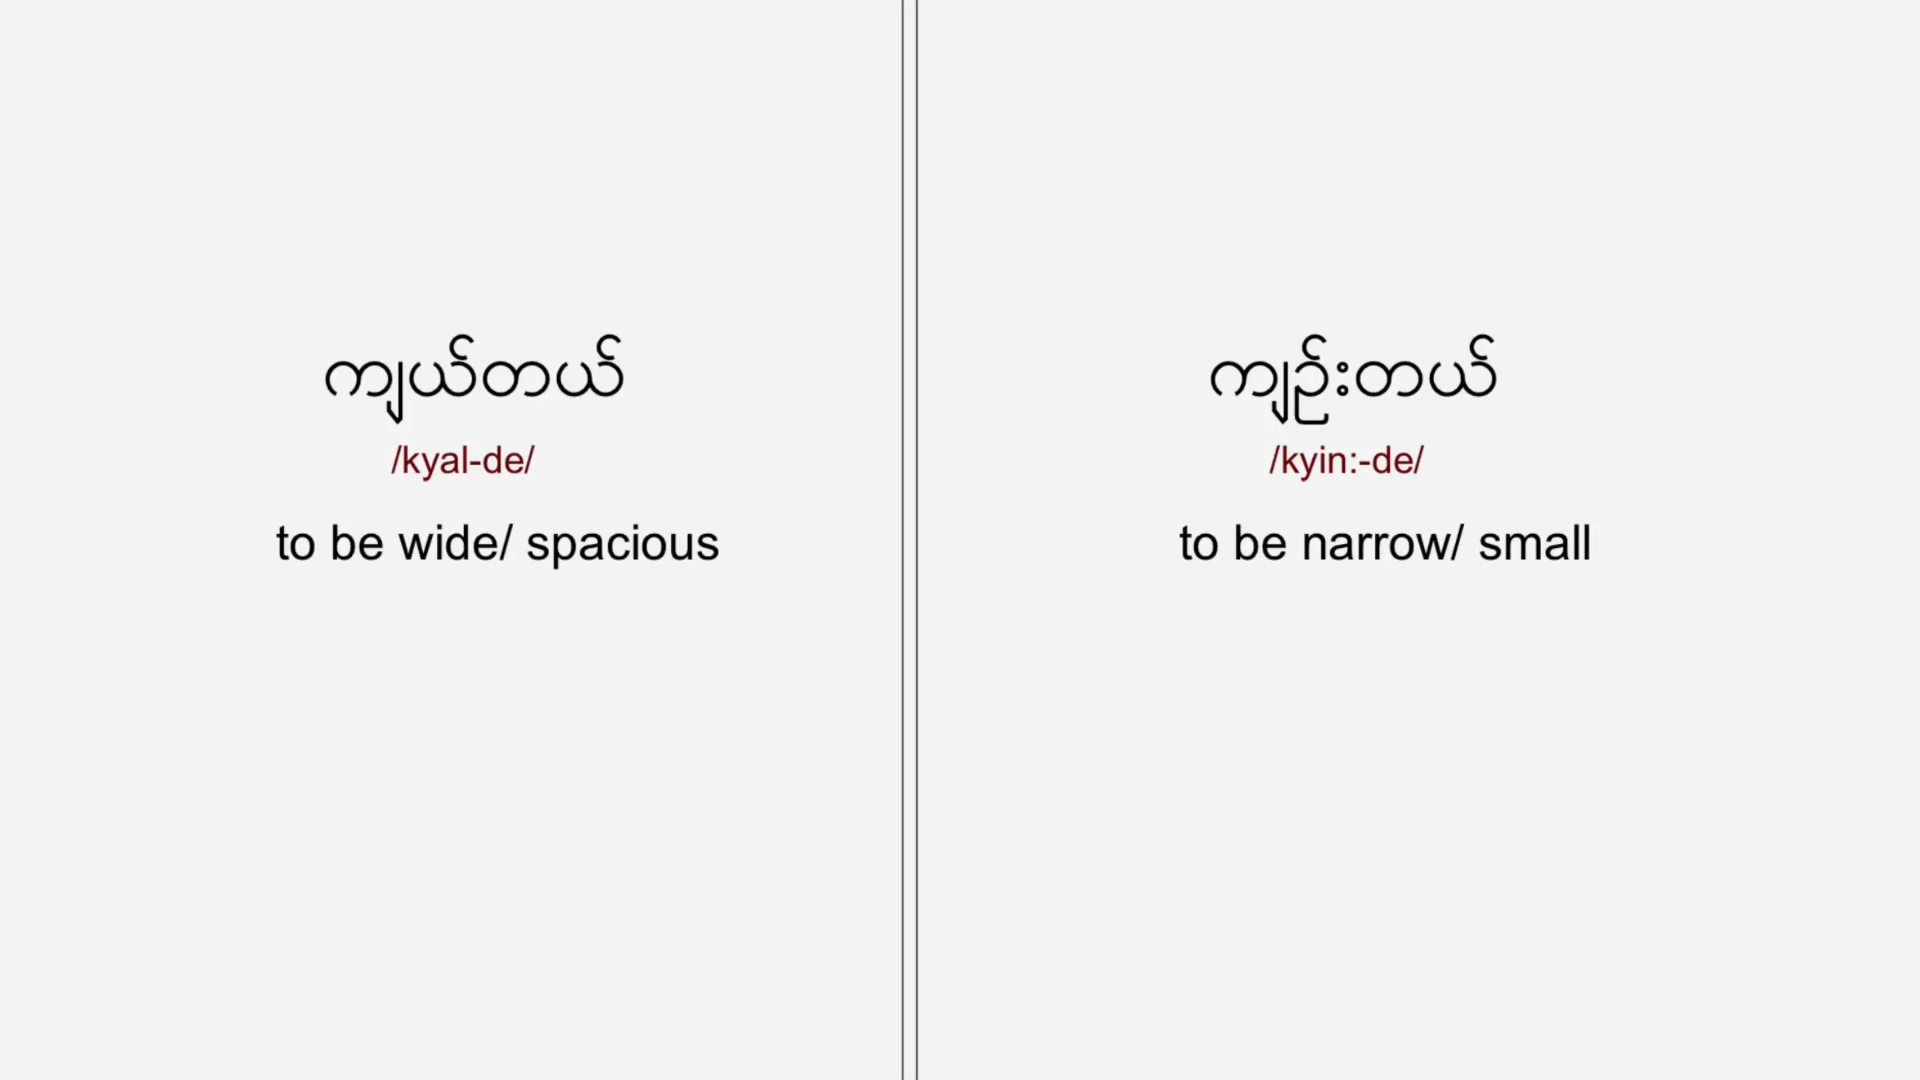 ကျယ်တယ်
/kyal-de/
to be wide/ spacious
ကျဉ်းတယ်
/kyin:-de/
to be narrow/ small